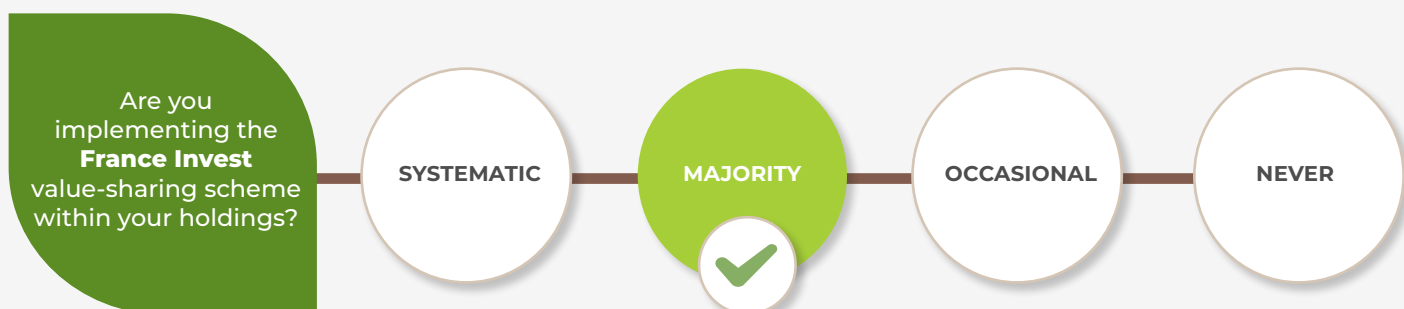 Are you
implementing the
France Invest
value-sharing scheme
within your holdings?
SYSTEMATIC
MAJORITY
OCCASIONAL
NEVER